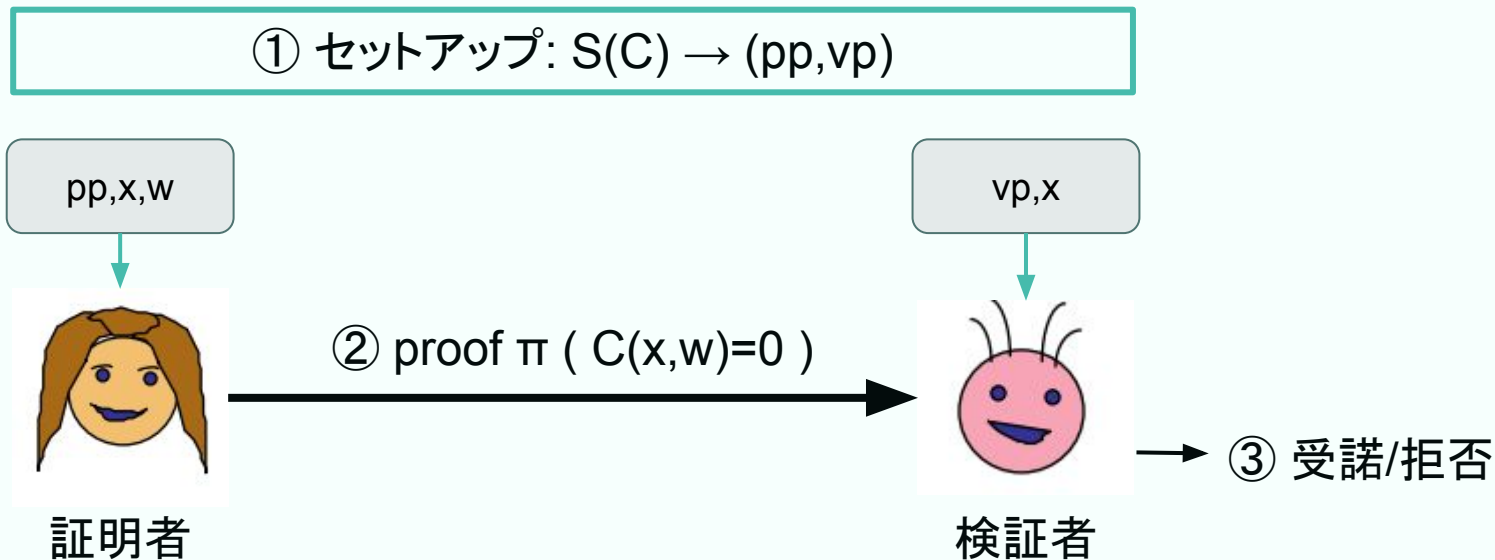 ① セットアップ: S(C) → (pp,vp)
pp,x,w
vp,x
② proof π ( C(x,w)=0 )
③ 受諾/拒否
証明者
検証者